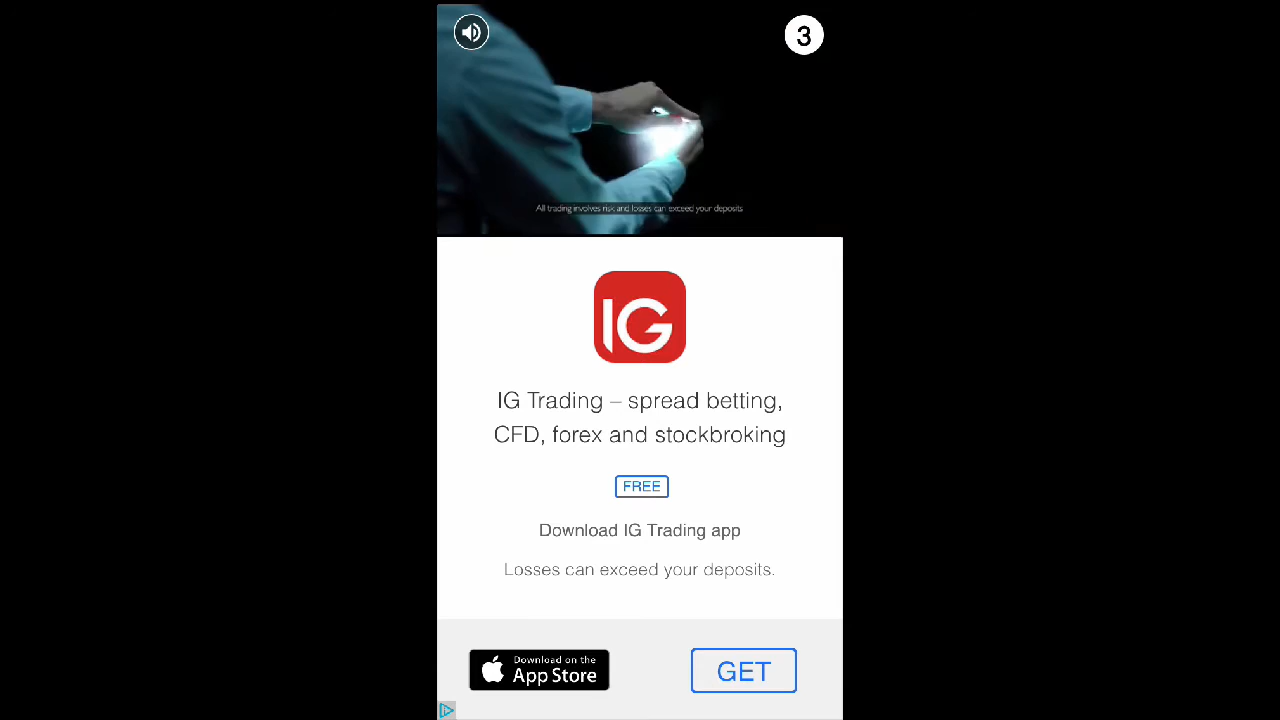 3
All trading involves risk and losses can exceed your deposits
IG
IG Trading – spread betting,
CFD, forex and stockbroking
FREE
Download IG Trading app
Losses can exceed your deposits.
Download on the
App Store
GET